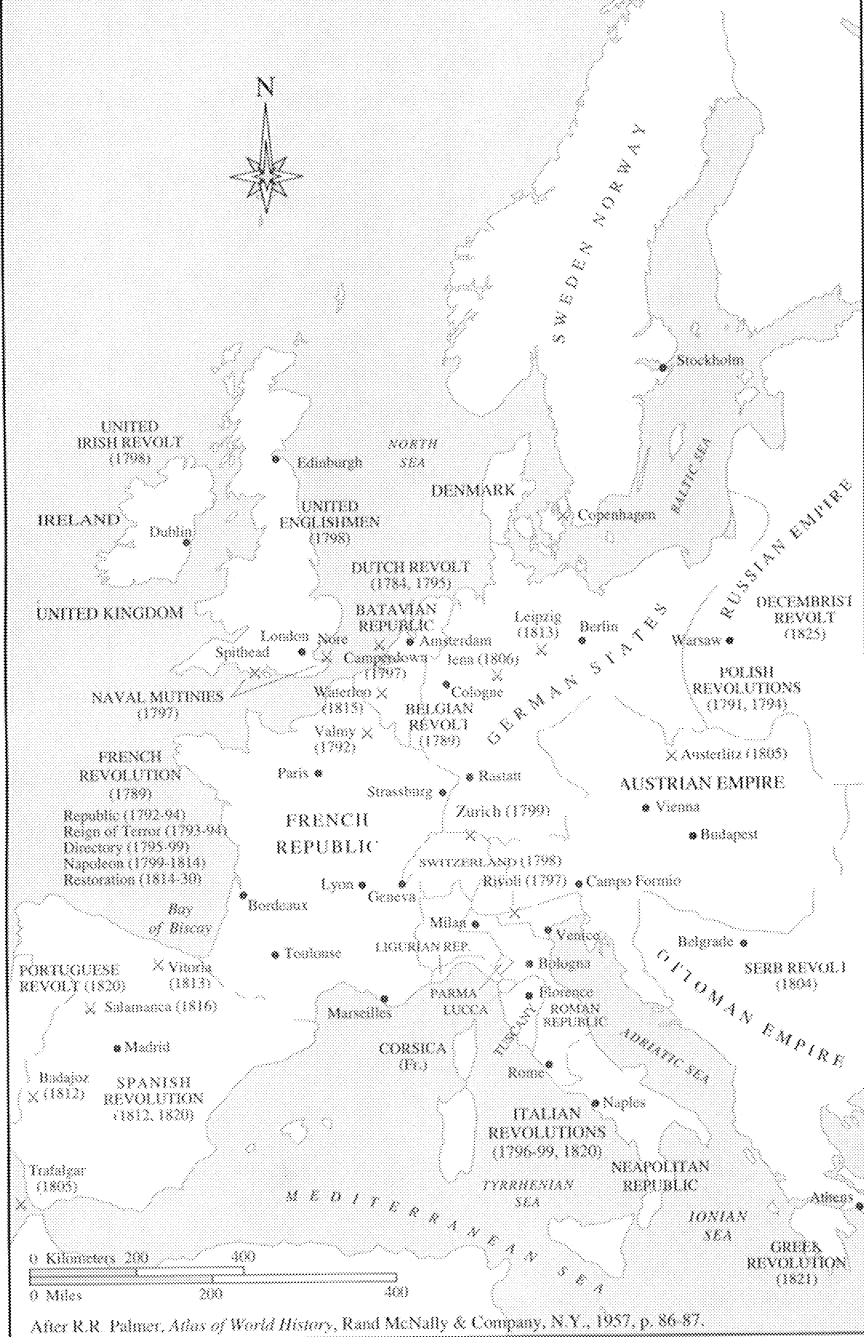 N
SWEDEN NORWAY
Stockholm
UNITED
IRISH REVOLT
(1798)
NORTH
SEA
Edinburgh
BALTIC SEA
DENMARK
IRELAND
UNITED
ENGLISHMEN
(1798)
Copenhagen
Dublin
RUSSIAN EMPIRE
DUTCH REVOLT
(1784, 1795)
UNITED KINGDOM
BATAVIAN
REPUBLIC
Leipzig
(1813)
Berlin
DECEMBRIST
REVOLT
(1825)
London
Nore
Amsterdam
Warsaw
Spithead
Camperdown
(1797)
Jena (1806)
GERMAN STATES
POLISH
REVOLUTIONS
(1791, 1794)
NAVAL MUTINIES
(1797)
Waterloo
(1815)
Cologne
BELGIAN
REVOLT
(1789)
Valmy
(1792)
FRENCH
REVOLUTION
(1789)
Republic (1792-94)
Reign of Terror (1793-94)
Directory (1795-99)
Napoleon (1799-1814)
Restoration (1814-30)
Austerlitz (1805)
Paris
Rastatt
AUSTRIAN EMPIRE
Strassburg
Vienna
Zurich (1799)
FRENCH
REPUBLIC
Budapest
SWITZERLAND (1798)
Lyon
Geneva
Rivoli (1797)
Campo Formio
Bordeaux
Bay
of Biscay
Milan
Venice
Belgrade
Toulouse
LIGURIAN REP.
Bologna
OTTOMAN EMPIRE
SERB REVOLT
(1804)
PORTUGUESE
REVOLT (1820)
Vitoria
(1813)
Salamanca (1816)
Marseilles
PARMA
LUCCA
Florence
TUSCANY
ROMAN
REPUBLIC
ADRIATIC SEA
Madrid
CORSICA
(Fr.)
Rome
Badajoz
(1812)
SPANISH
REVOLUTION
(1812, 1820)
Naples
ITALIAN
REVOLUTIONS
(1796-99, 1820)
NEAPOLITAN
REPUBLIC
Trafalgar
(1805)
TYRRHENIAN
SEA
MEDITERRANEAN SEA
IONIAN
SEA
Athens
GREEK
REVOLUTION
(1821)
0 Kilometers 200 400
0 Miles 200 400
After R.R. Palmer, Atlas of World History, Rand McNally & Company, N.Y., 1957, p. 86-87.